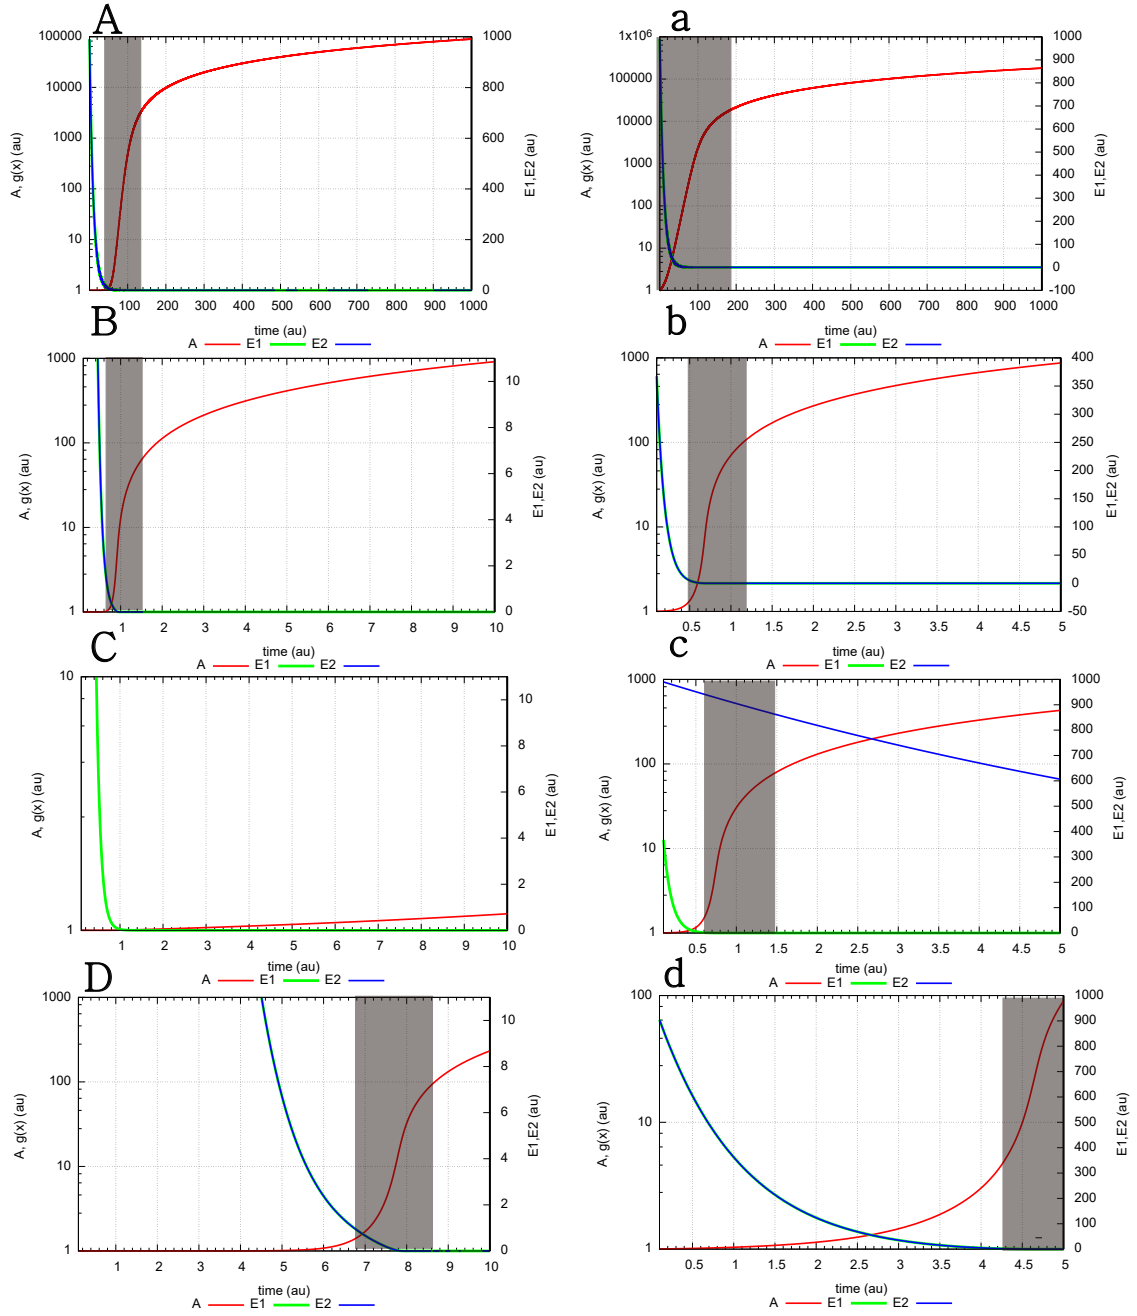 A
100000
10000
1000
100
10
1
1000
800
600
400
200
0
100 200 300 400 500 600 700 800 900 1000
A, g(x) (au)
E1,E2 (au)
time (au)
A E1 E2
a
1x10⁶
100000
10000
1000
100
10
1
1000
900
800
700
600
500
400
300
200
100
0
-100
100 200 300 400 500 600 700 800 900 1000
A, g(x) (au)
E1,E2 (au)
time (au)
A E1 E2
B
1000
100
10
1
10
8
6
4
2
0
1 2 3 4 5 6 7 8 9 10
A, g(x) (au)
E1,E2 (au)
time (au)
A E1 E2
b
1000
100
10
1
400
350
300
250
200
150
100
50
0
-50
0.5 1 1.5 2 2.5 3 3.5 4 4.5 5
A, g(x) (au)
E1,E2 (au)
time (au)
A E1 E2
C
10
1
10
8
6
4
2
0
1 2 3 4 5 6 7 8 9 10
A, g(x) (au)
E1,E2 (au)
time (au)
A E1 E2
c
1000
100
10
1
1000
900
800
700
600
500
400
300
200
100
0
0.5 1 1.5 2 2.5 3 3.5 4 4.5 5
A, g(x) (au)
E1,E2 (au)
time (au)
A E1 E2
D
1000
100
10
1
10
8
6
4
2
0
1 2 3 4 5 6 7 8 9 10
A, g(x) (au)
E1,E2 (au)
time (au)
A E1 E2
d
100
10
1
1000
900
800
700
600
500
400
300
200
100
0
0.5 1 1.5 2 2.5 3 3.5 4 4.5 5
A, g(x) (au)
E1,E2 (au)
time (au)
A E1 E2